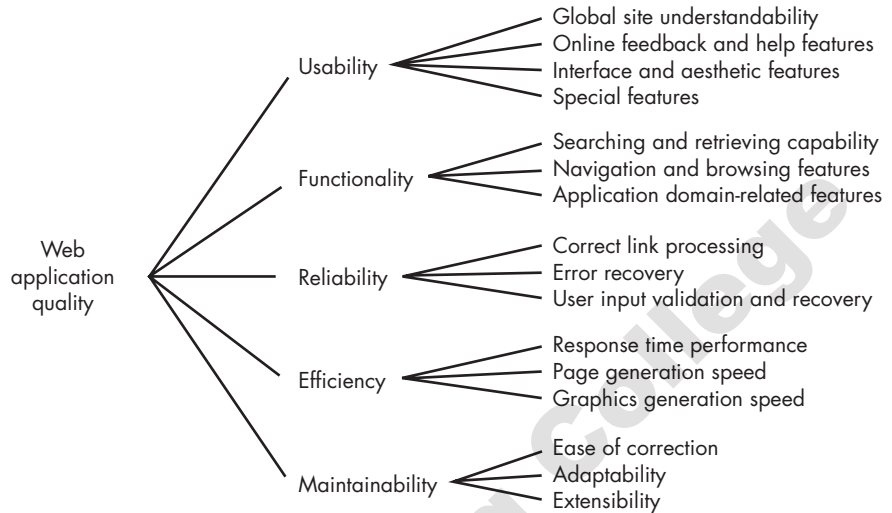 Web
application
quality
Usability
Global site understandability
Online feedback and help features
Interface and aesthetic features
Special features
Functionality
Searching and retrieving capability
Navigation and browsing features
Application domain-related features
Reliability
Correct link processing
Error recovery
User input validation and recovery
Efficiency
Response time performance
Page generation speed
Graphics generation speed
Maintainability
Ease of correction
Adaptability
Extensibility
College